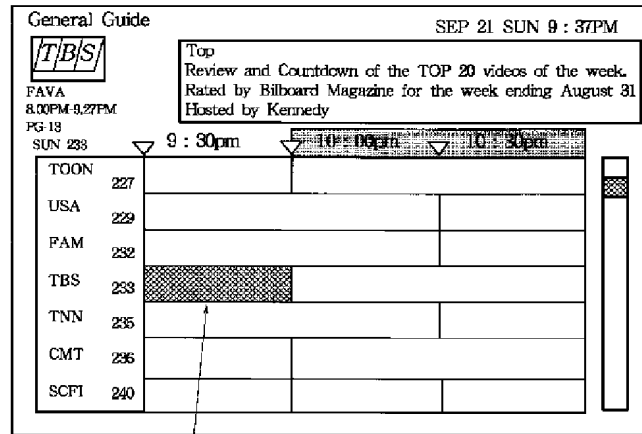 General Guide
SEP 21 SUN 9:37PM
TBS
FAVA
8.00PM-9.27PM
PG-13
SUN 233
Top
Review and Countdown of the TOP 20 videos of the week.
Rated by Bilboard Magazine for the week ending August 31
Hosted by Kennedy
9:30pm 10:00pm 10:30pm
TOON 227
USA 229
FAM 232
TBS 233
TNN 235
CMT 236
SCFI 240